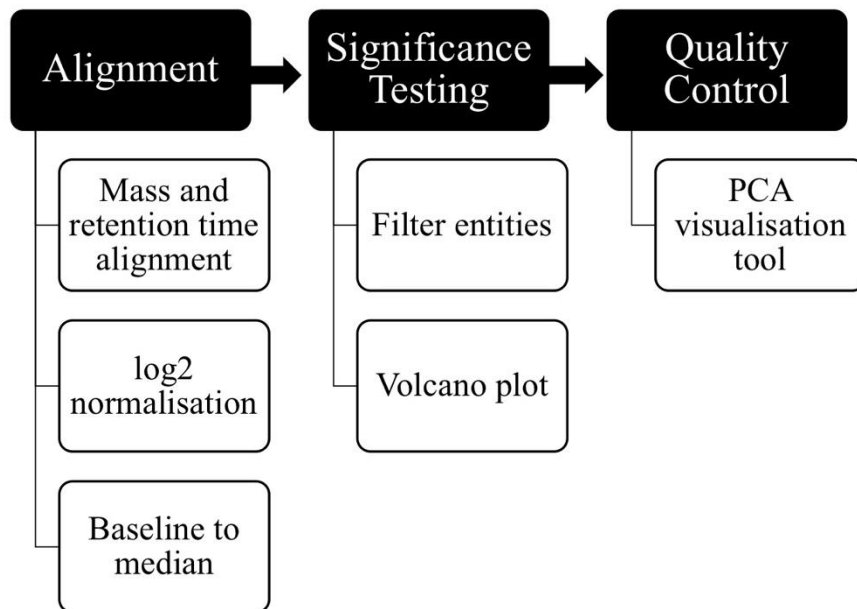 Alignment
Mass and
retention time
alignment
log2
normalisation
Baseline to
median
Significance
Testing
Filter entities
Volcano plot
Quality
Control
PCA
visualisation
tool